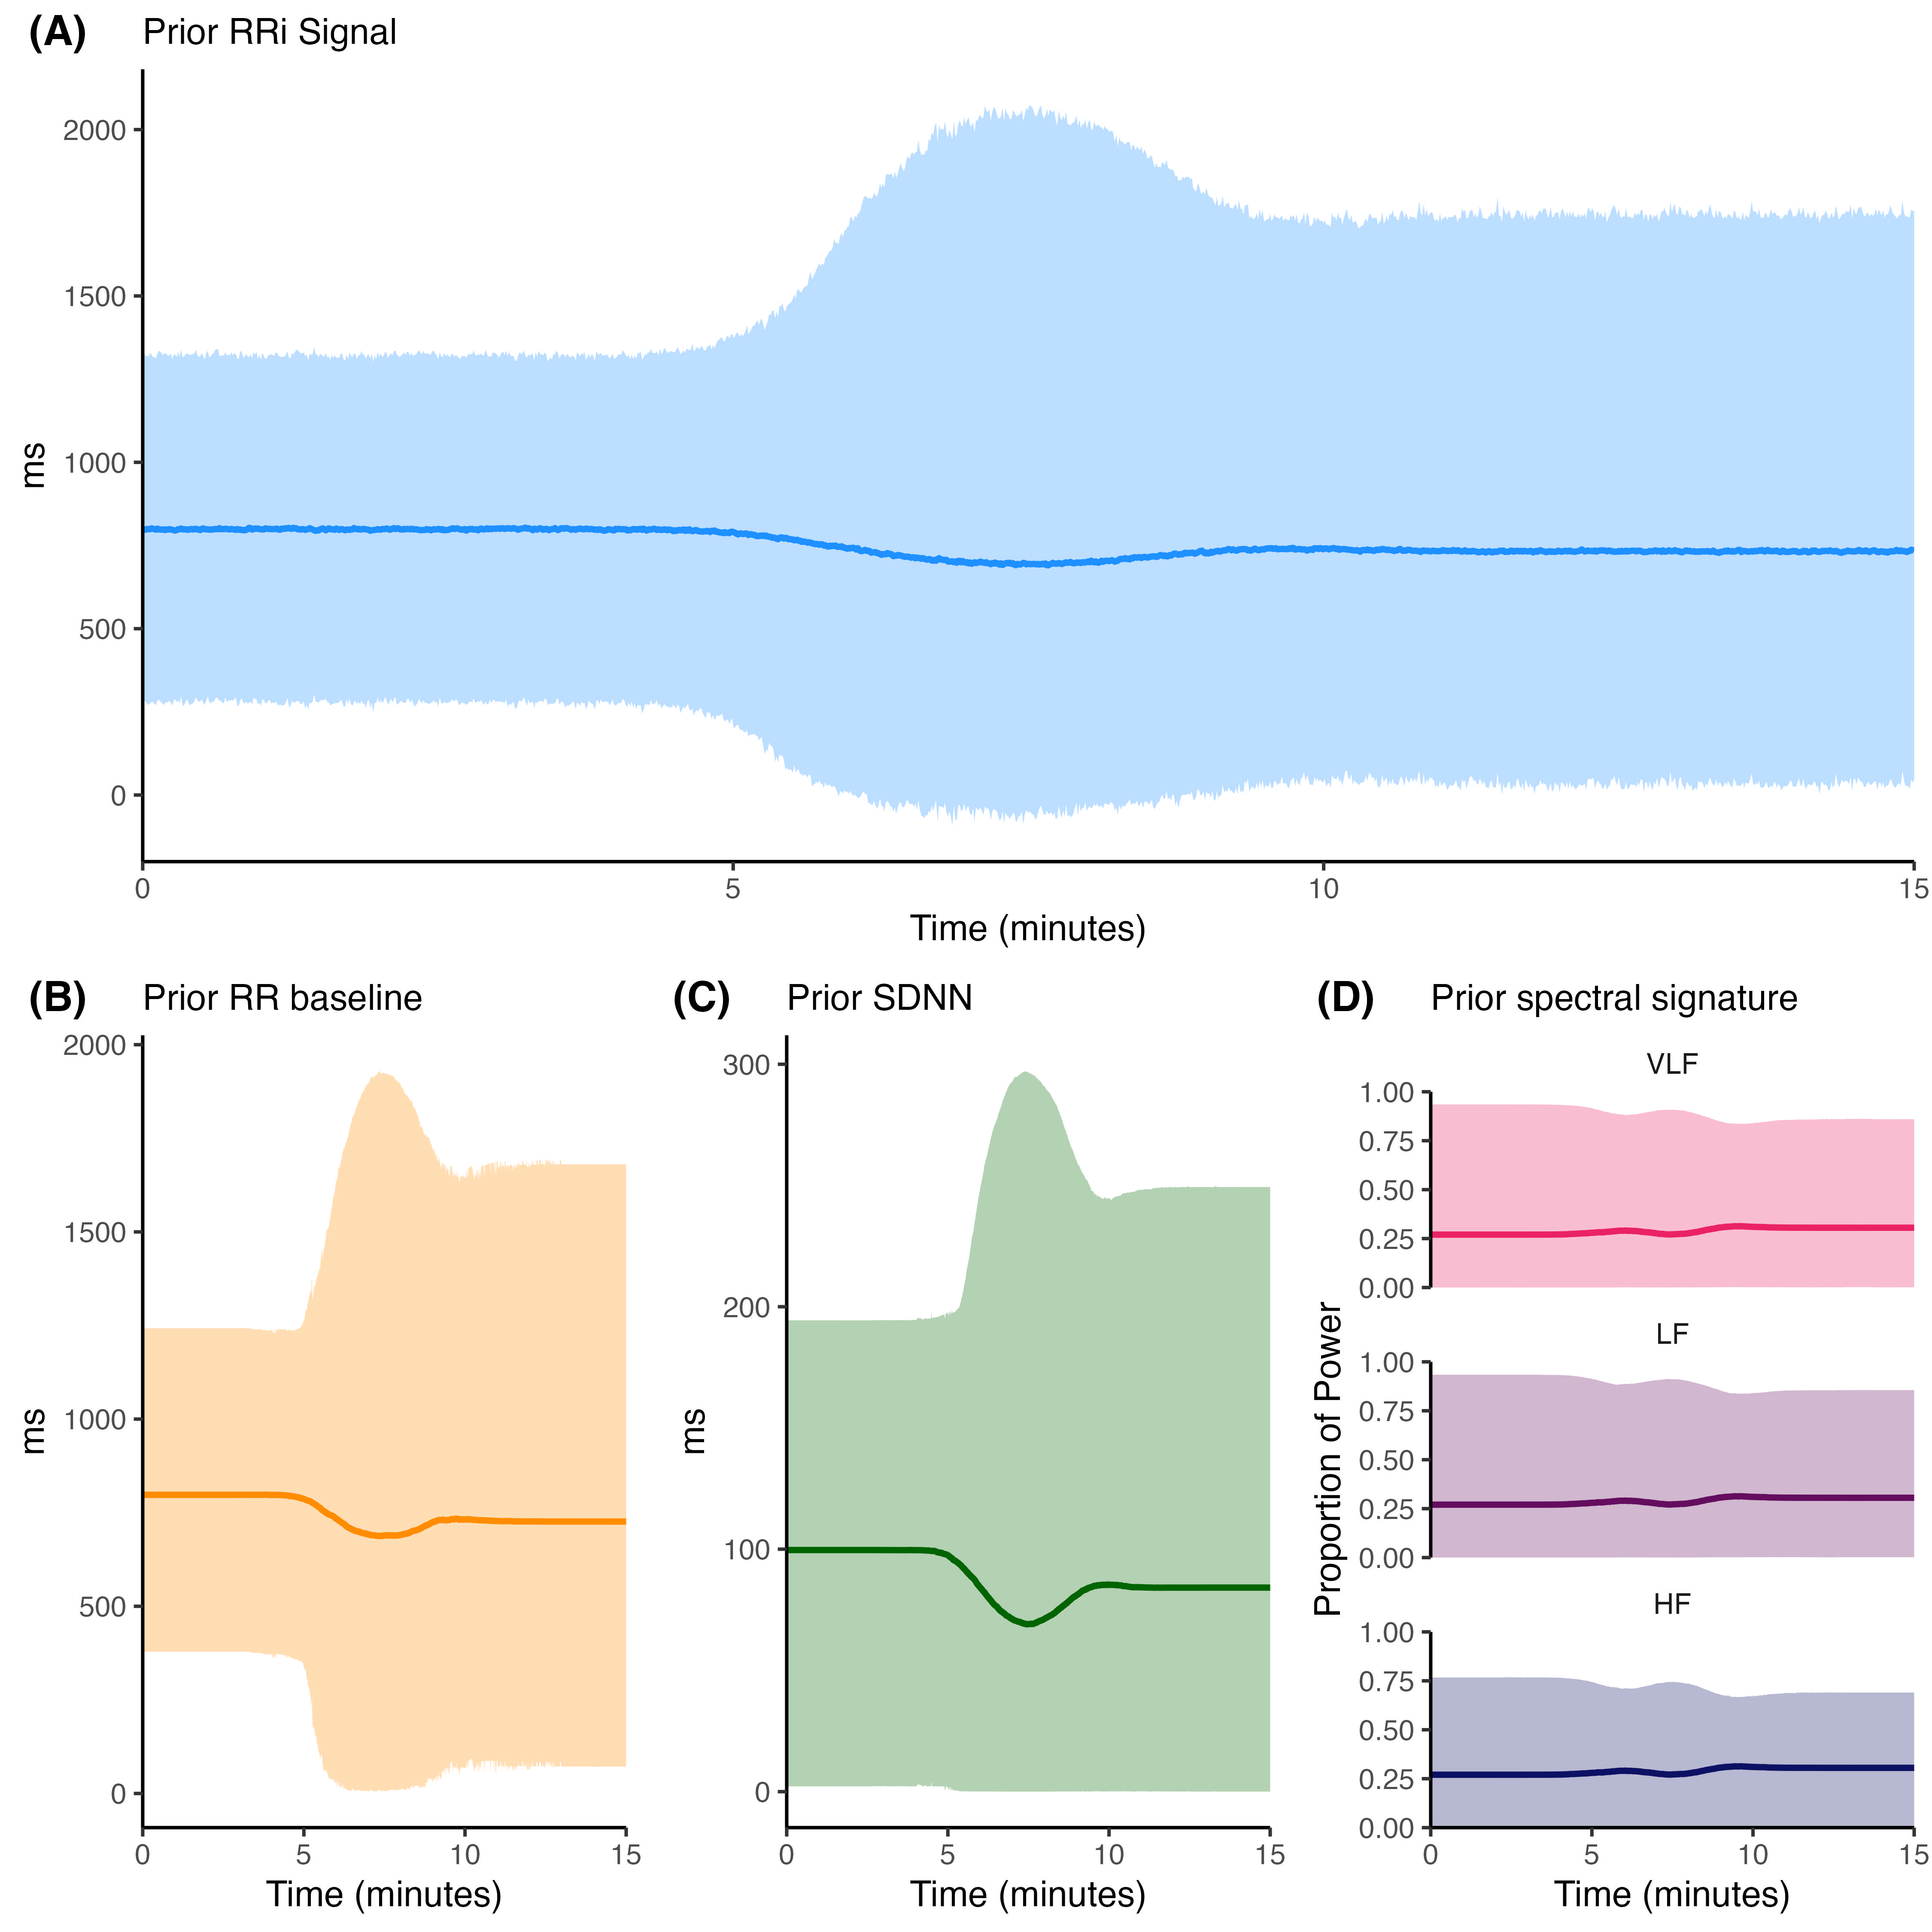 (A) Prior RRi Signal
2000
1500
1000
500
0
ms
0 5 10 15
Time (minutes)
(B) Prior RR baseline
2000
1500
1000
500
0
ms
0 5 10 15
Time (minutes)
(C) Prior SDNN
300
200
100
0
ms
0 5 10 15
Time (minutes)
(D) Prior spectral signature
Proportion of Power
VLF
1.00
0.75
0.50
0.25
0.00
LF
1.00
0.75
0.50
0.25
0.00
HF
1.00
0.75
0.50
0.25
0.00
0 5 10 15
Time (minutes)